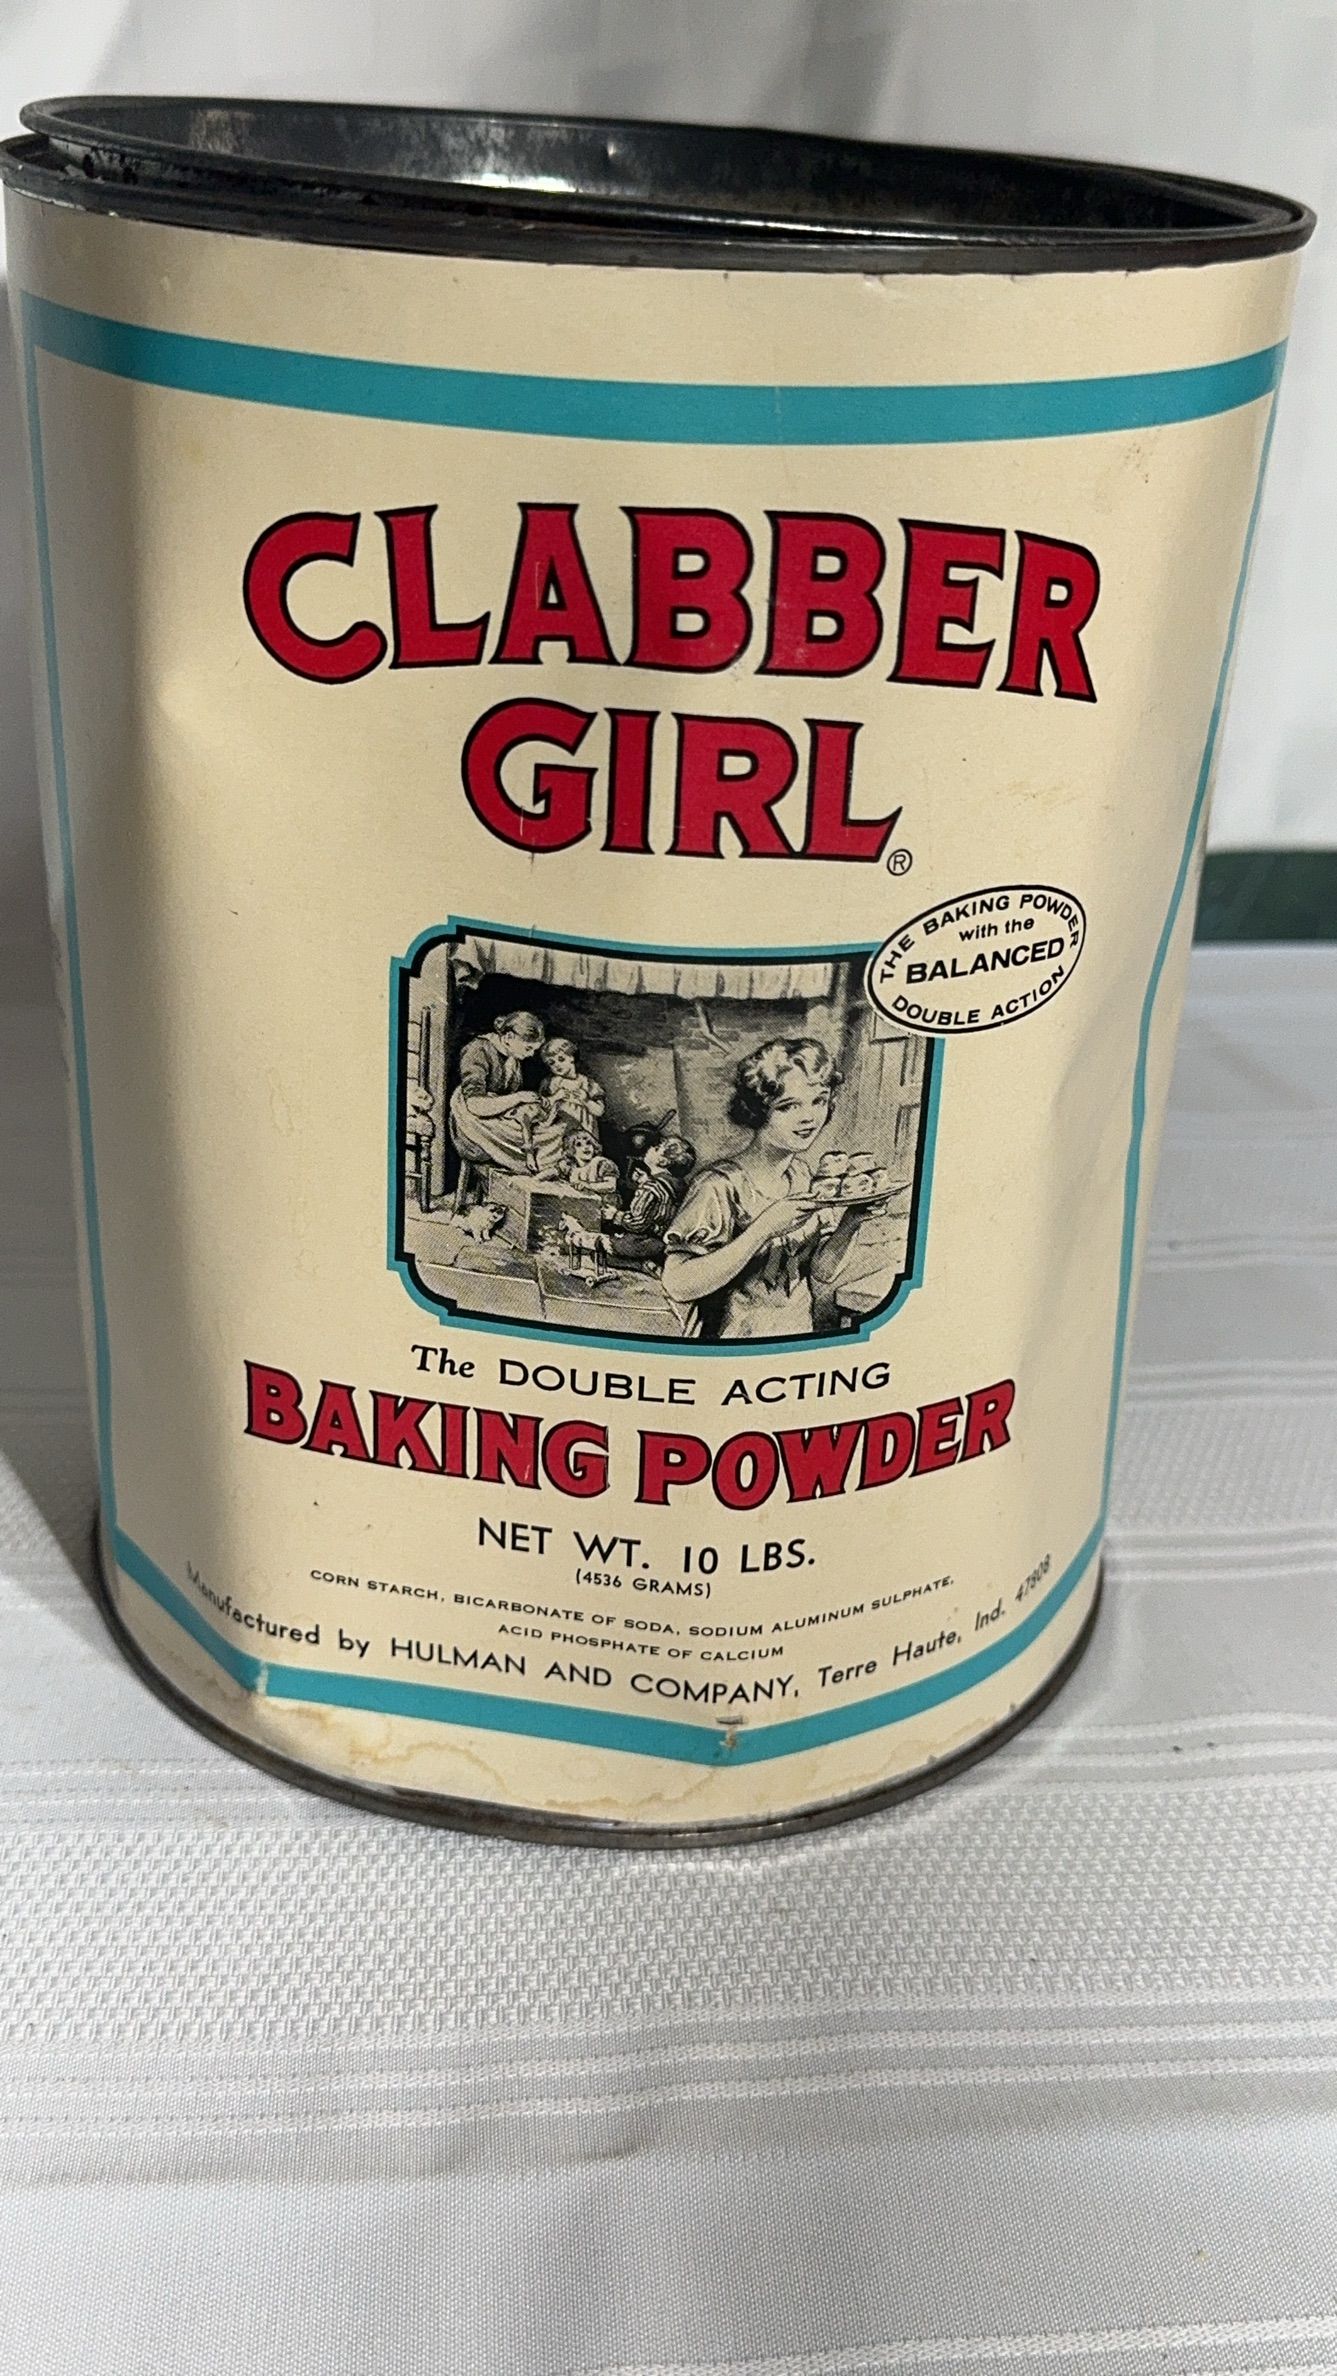 CLABBER
GIRL®
THE BAKING POWDER
with the
BALANCED
DOUBLE ACTION
The DOUBLE ACTING
BAKING POWDER
NET WT. 10 LBS.
(4536 GRAMS)
CORN STARCH, BICARBONATE OF SODA, SODIUM ALUMINUM SULPHATE,
ACID PHOSPHATE OF CALCIUM
Manufactured by HULMAN AND COMPANY, Terre Haute, Ind. 47808